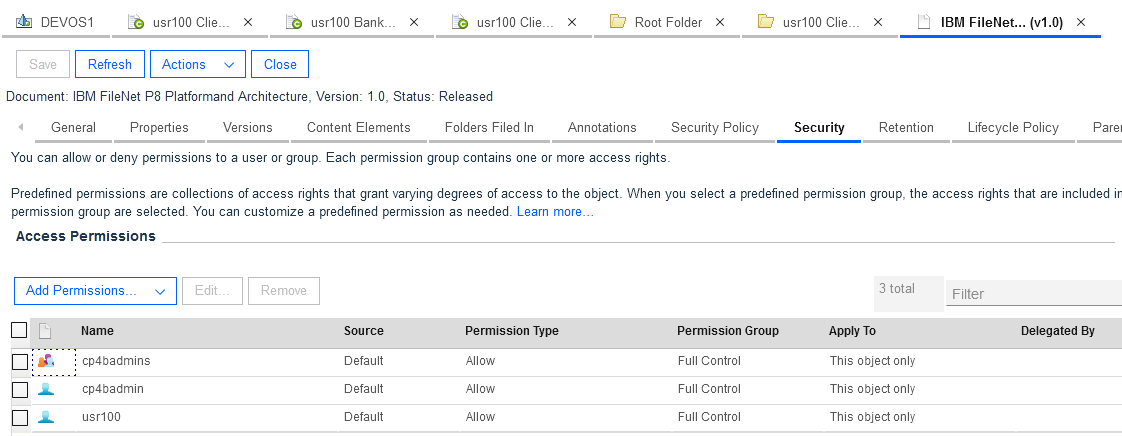 DEVOS1 usr100 Clie... usr100 Bank... usr100 Clie... Root Folder usr100 Clie... IBM FileNet... (v1.0)
Save Refresh Actions Close
Document: IBM FileNet P8 Platformand Architecture, Version: 1.0, Status: Released
General Properties Versions Content Elements Folders Filed In Annotations Security Policy Security Retention Lifecycle Policy Paren
You can allow or deny permissions to a user or group. Each permission group contains one or more access rights.
Predefined permissions are collections of access rights that grant varying degrees of access to the object. When you select a predefined permission group, the access rights that are included in
permission group are selected. You can customize a predefined permission as needed. Learn more...
Access Permissions
Add Permissions... Edit... Remove 3 total Filter
Name Source Permission Type Permission Group Apply To Delegated By
cp4badmins Default Allow Full Control This object only
cp4badmin Default Allow Full Control This object only
usr100 Default Allow Full Control This object only